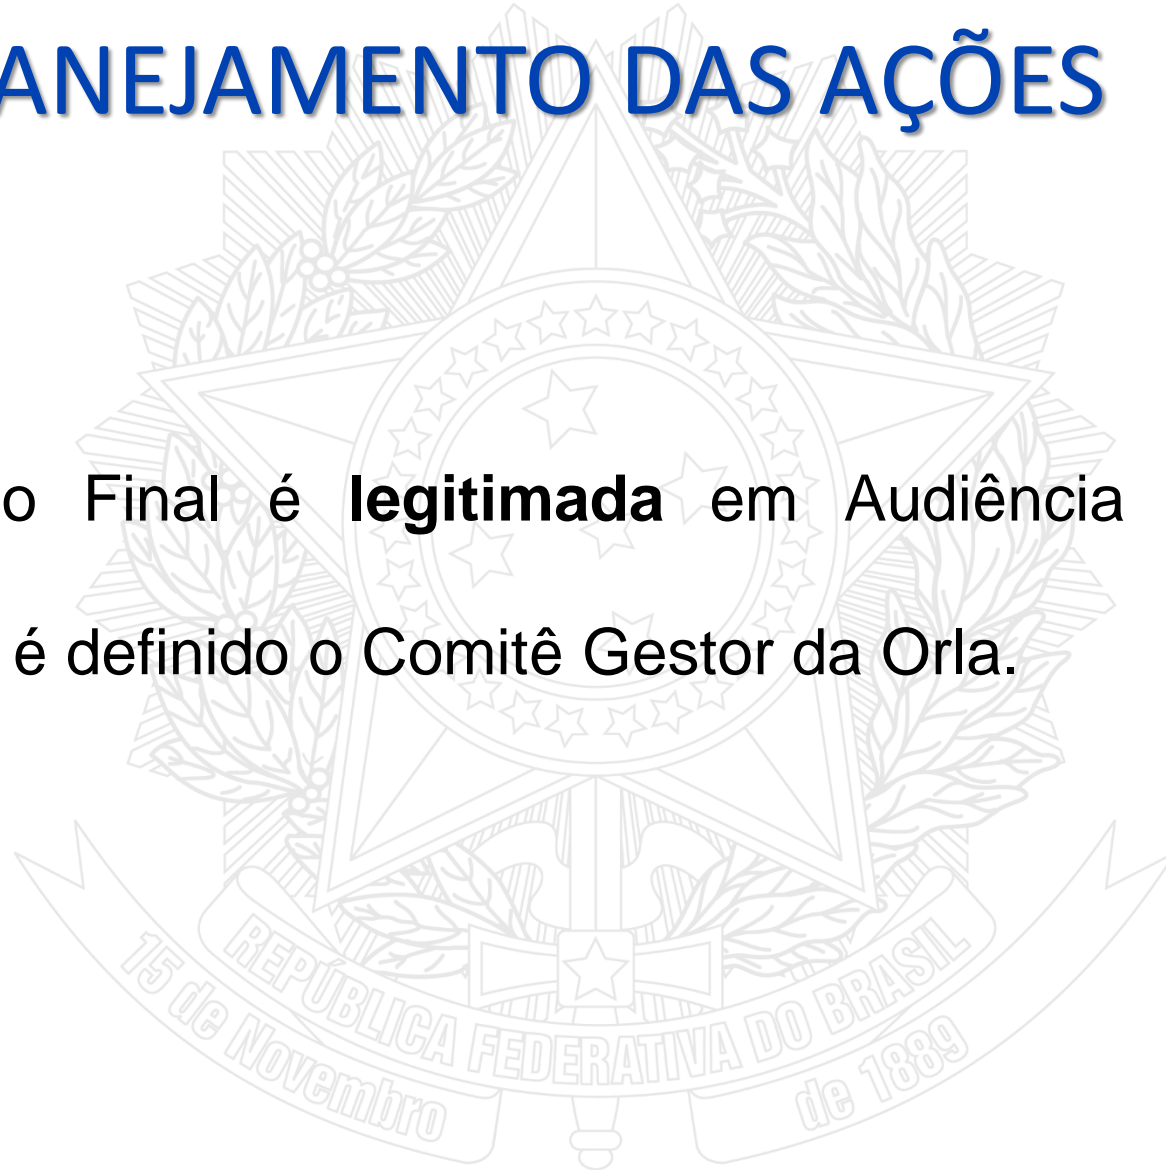 ANEJAMENTO DAS AÇÕES
o Final é legitimada em Audiência
é definido o Comitê Gestor da Orla.
REPÚBLICA FEDERATIVA DO BRASIL
15 de Novembro de 1889